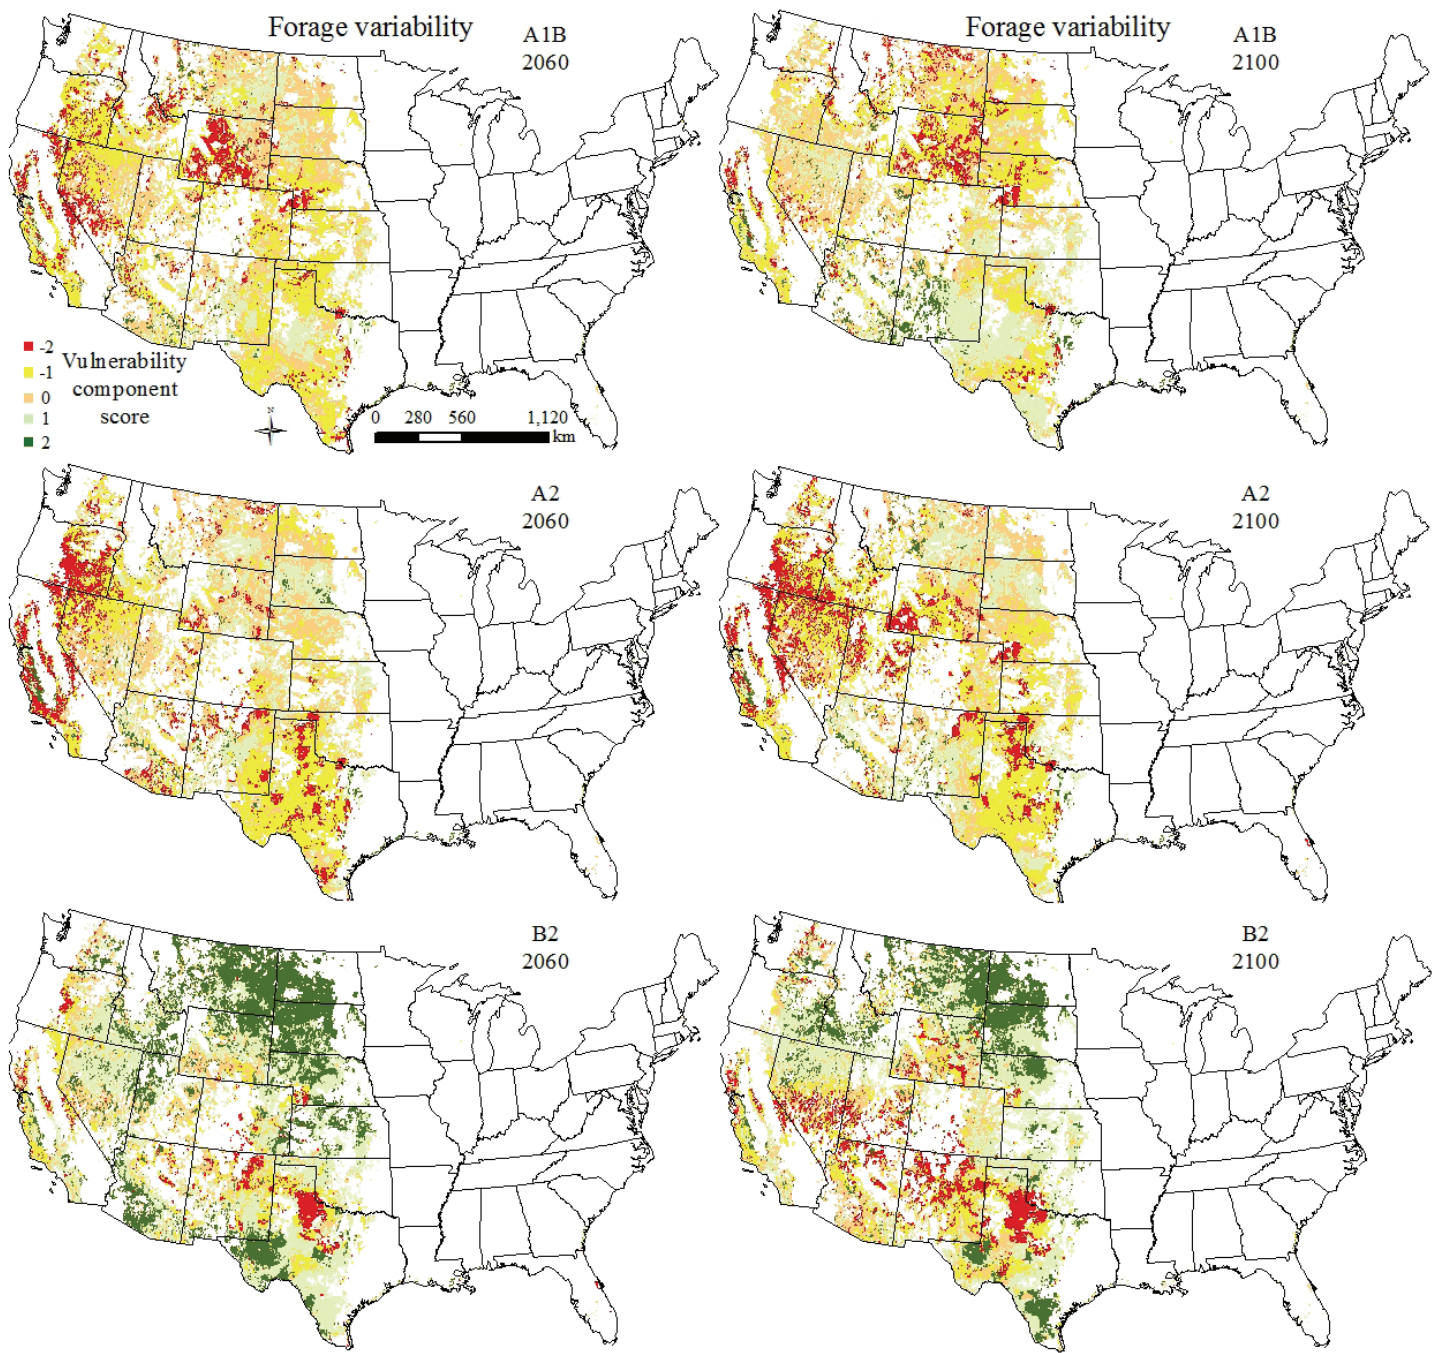 Forage variability
A1B
2060
Forage variability
A1B
2100
-2
-1
0
1
2
Vulnerability
component
score
N
0 280 560 1,120
km
A2
2060
A2
2100
B2
2060
B2
2100